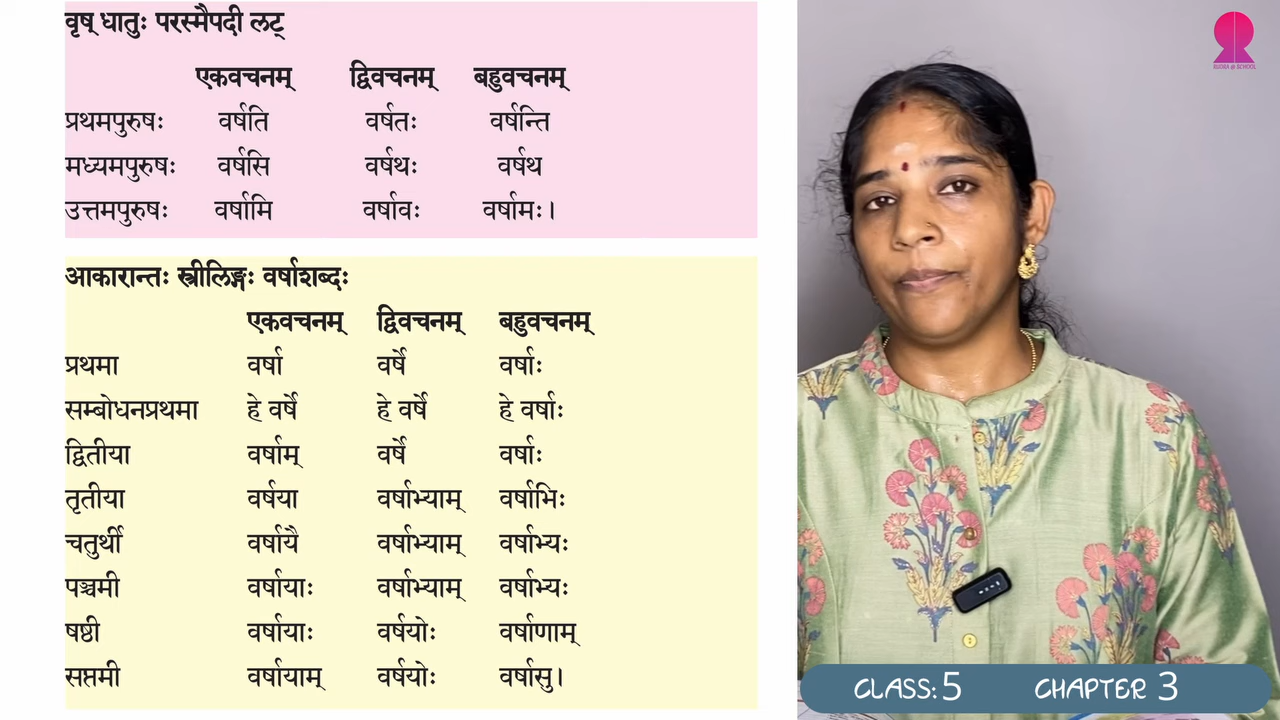 वृष् धातुः परस्मैपदी लट्
एकवचनम् द्विवचनम् बहुवचनम्
प्रथमपुरुषः वर्षति वर्षतः वर्षन्ति
मध्यमपुरुषः वर्षसि वर्षथः वर्षथ
उत्तमपुरुषः वर्षामि वर्षावः वर्षामः।
आकारान्तः स्त्रीलिङ्गः वर्षाशब्दः
एकवचनम् द्विवचनम् बहुवचनम्
प्रथमा वर्षा वर्षे वर्षाः
सम्बोधनप्रथमा हे वर्षे हे वर्षे हे वर्षाः
द्वितीया वर्षाम् वर्षे वर्षाः
तृतीया वर्षया वर्षाभ्याम् वर्षाभिः
चतुर्थी वर्षायै वर्षाभ्याम् वर्षाभ्यः
पञ्चमी वर्षायाः वर्षाभ्याम् वर्षाभ्यः
षष्ठी वर्षायाः वर्षयोः वर्षाणाम्
सप्तमी वर्षायाम् वर्षयोः वर्षासु।
RUDRA @ SCHOOL
CLASS: 5 CHAPTER 3